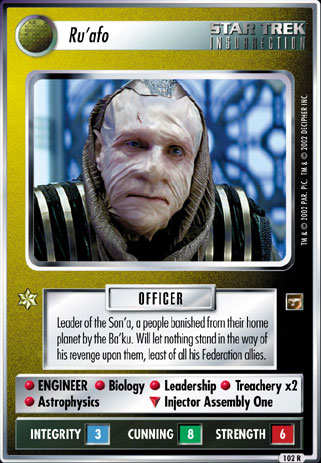 Ru'afo
STAR TREK
INSURRECTION
TM & © 2002 PAR. PIC. TM & © 2002 DECIPHER INC.
OFFICER
Leader of the Son'a, a people banished from their home
planet by the Ba'ku. Will let nothing stand in the way of
his revenge upon them, least of all his Federation allies.
ENGINEER Biology Leadership Treachery x2
Astrophysics Injector Assembly One
INTEGRITY 3 CUNNING 8 STRENGTH 6
102 R